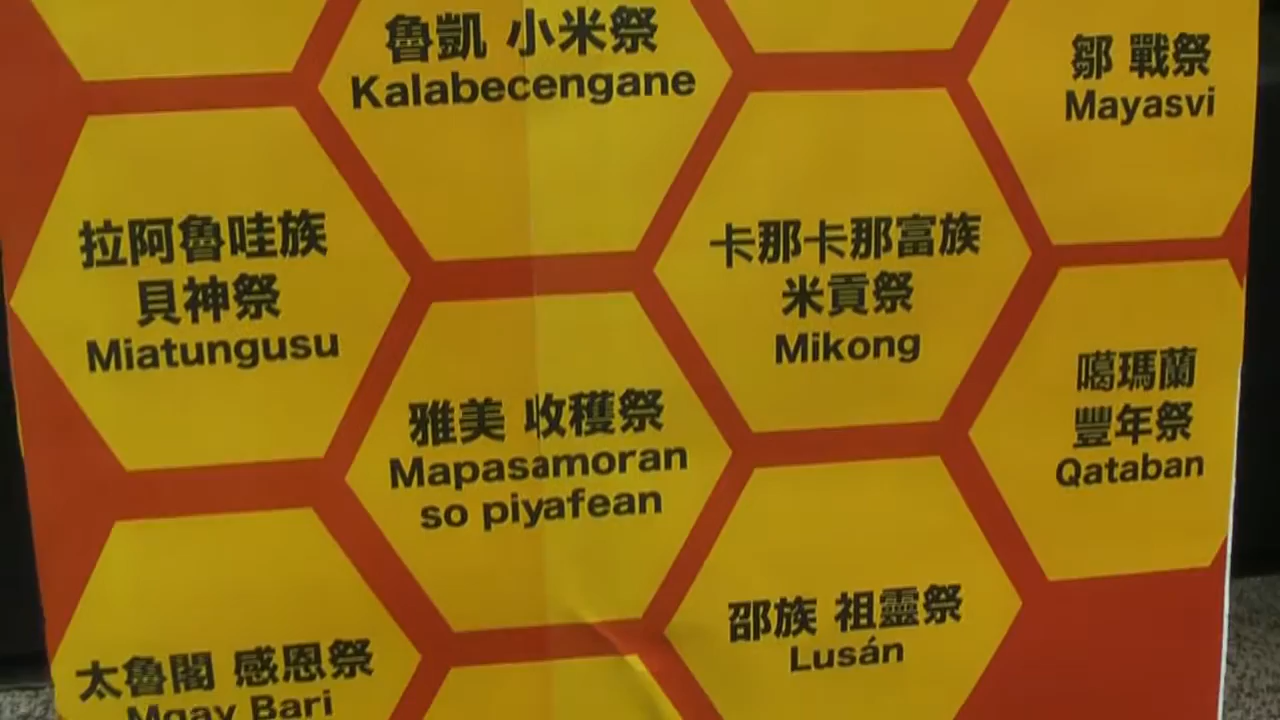 魯凱 小米祭
Kalabecengane
鄒 戰祭
Mayasvi
拉阿魯哇族
貝神祭
Miatungusu
卡那卡那富族
米貢祭
Mikong
雅美 收穫祭
Mapasamoran
so piyafean
噶瑪蘭
豐年祭
Qataban
邵族 祖靈祭
Lusán
太魯閣 感恩祭
Mgay Bari